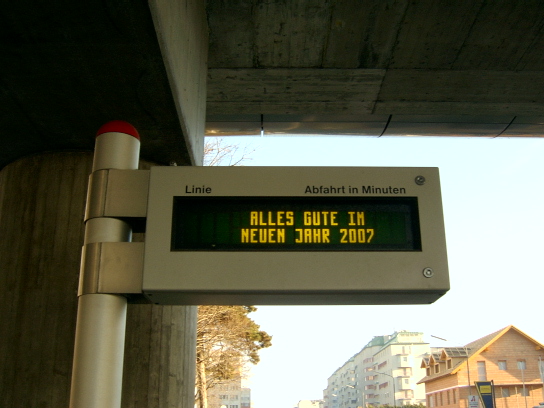 Linie Abfahrt in Minuten
ALLES GUTE IM
NEUEN JAHR 2007